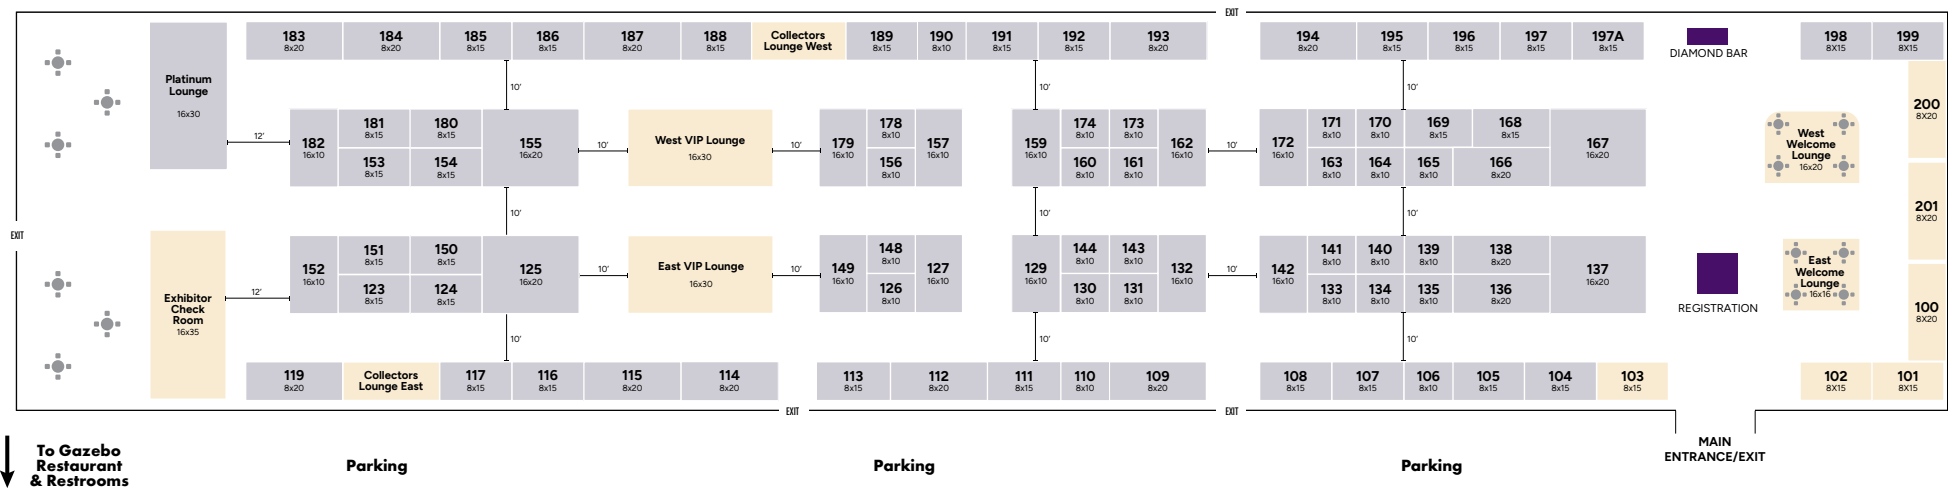 EXIT
183
8x20
184
8x20
185
8x15
186
8x15
187
8x20
188
8x15
Collectors
Lounge West
189
8x15
190
8x10
191
8x15
192
8x15
193
8x20
194
8x20
195
8x15
196
8x15
197
8x15
197A
8x15
DIAMOND BAR
198
8X15
199
8X15
Platinum
Lounge
16x30
10'
10'
10'
12'
182
16x10
181
8x15
180
8x15
153
8x15
154
8x15
155
16x20
10'
West VIP Lounge
16x30
10'
179
16x10
178
8x10
156
8x10
157
16x10
159
16x10
174
8x10
173
8x10
160
8x10
161
8x10
162
16x10
10'
172
16x10
171
8x10
170
8x10
169
8x15
168
8x15
163
8x10
164
8x10
165
8x10
166
8x20
167
16x20
West
Welcome
Lounge
16x20
200
8X20
201
8X20
10'
10'
10'
EXIT
Exhibitor
Check
Room
16x35
12'
152
16x10
151
8x15
150
8x15
123
8x15
124
8x15
125
16x20
10'
East VIP Lounge
16x30
10'
149
16x10
148
8x10
126
8x10
127
16x10
129
16x10
144
8x10
143
8x10
130
8x10
131
8x10
132
16x10
10'
142
16x10
141
8x10
140
8x10
139
8x10
138
8x20
133
8x10
134
8x10
135
8x10
136
8x20
137
16x20
REGISTRATION
East
Welcome
Lounge
16x16
100
8X20
10'
10'
10'
119
8x20
Collectors
Lounge East
117
8x15
116
8x15
115
8x20
114
8x20
113
8x15
112
8x20
111
8x15
110
8x10
109
8x20
108
8x15
107
8x15
106
8x10
105
8x15
104
8x15
103
8x15
102
8X15
101
8X15
EXIT
EXIT
To Gazebo
Restaurant
& Restrooms
Parking
Parking
Parking
MAIN
ENTRANCE/EXIT